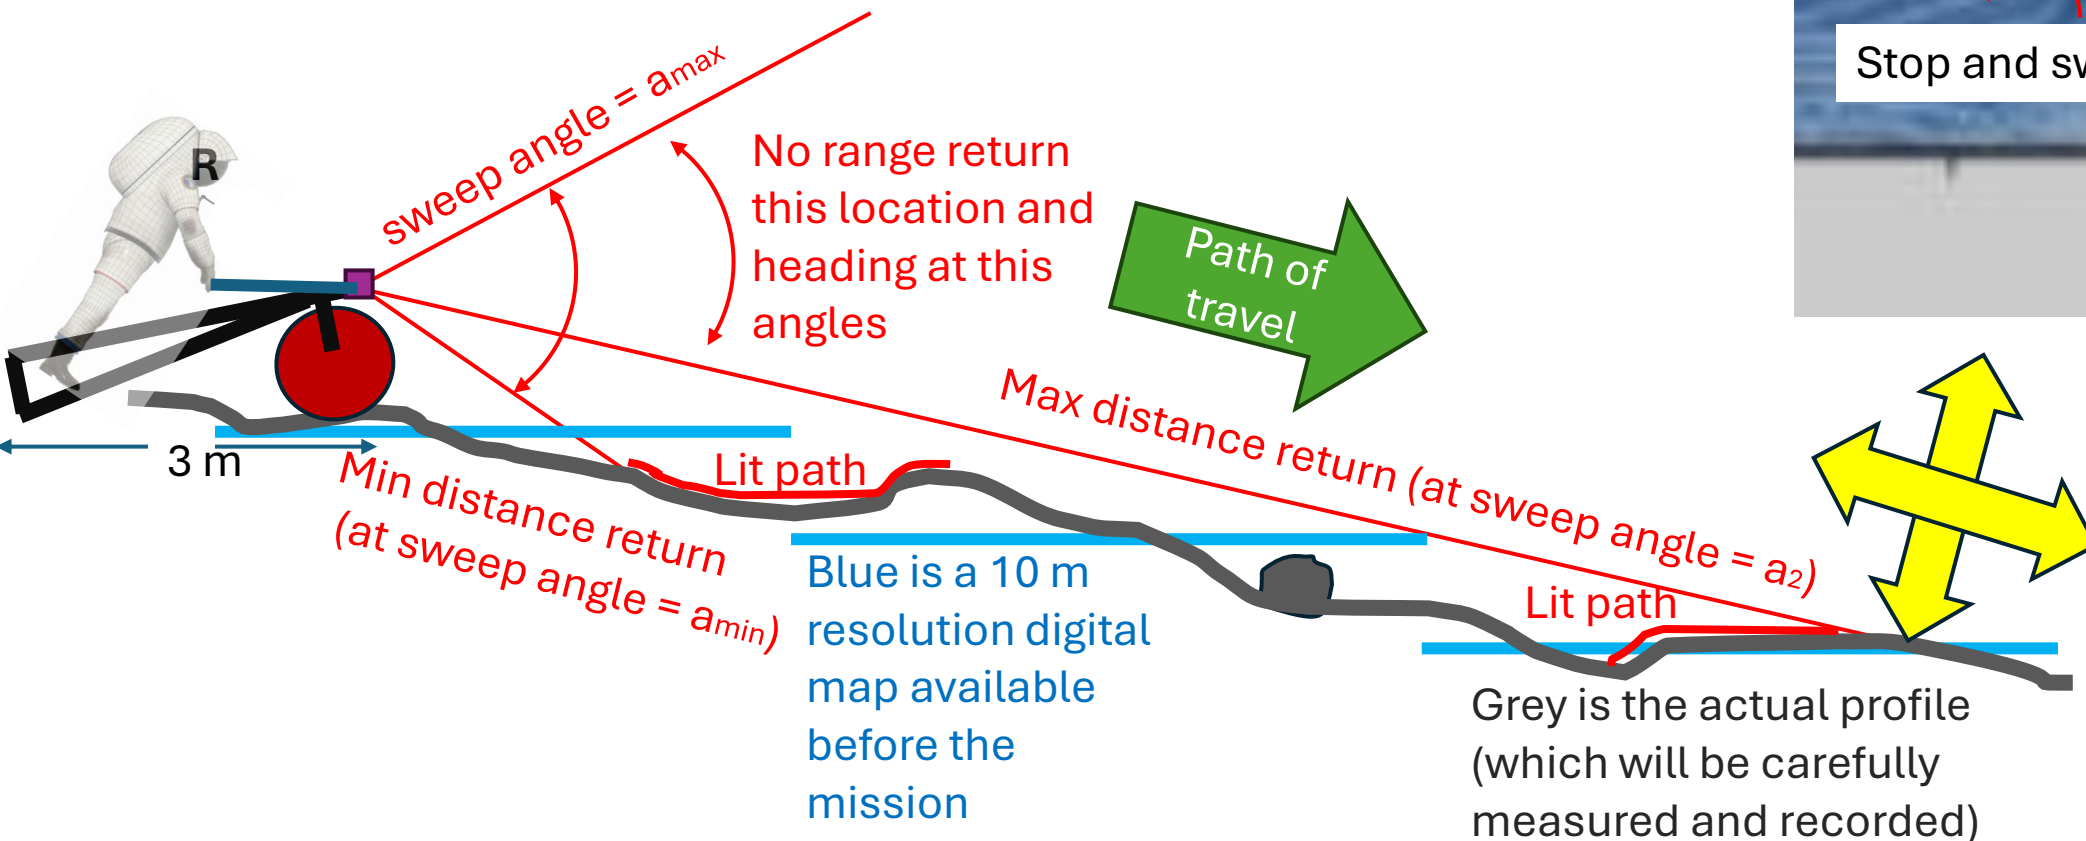 sweep angle = amax
R
No range return
this location and
heading at this
angles
Path of
travel
Stop and
3 m
Min distance return
(at sweep angle = amin)
Lit path
Max distance return (at sweep angle = a2)
Lit path
Blue is a 10 m
resolution digital
map available
before the
mission
Grey is the actual profile
(which will be carefully
measured and recorded)